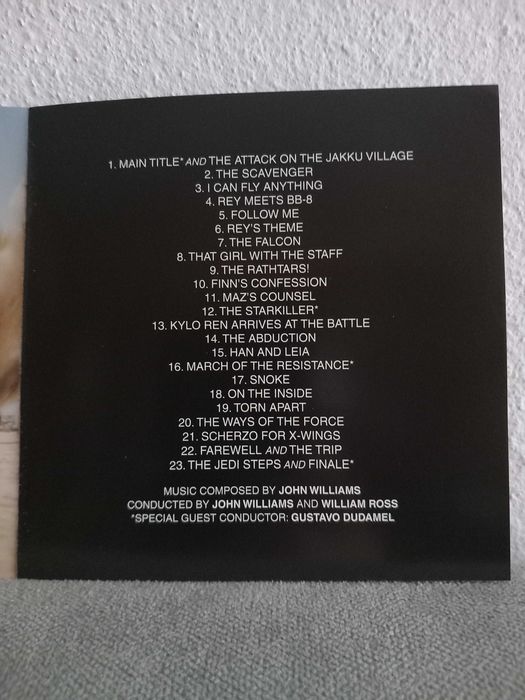 1. MAIN TITLE* AND THE ATTACK ON THE JAKKU VILLAGE
2. THE SCAVENGER
3. I CAN FLY ANYTHING
4. REY MEETS BB-8
5. FOLLOW ME
6. REY'S THEME
7. THE FALCON
8. THAT GIRL WITH THE STAFF
9. THE RATHTARS!
10. FINN'S CONFESSION
11. MAZ'S COUNSEL
12. THE STARKILLER*
13. KYLO REN ARRIVES AT THE BATTLE
14. THE ABDUCTION
15. HAN AND LEIA
16. MARCH OF THE RESISTANCE*
17. SNOKE
18. ON THE INSIDE
19. TORN APART
20. THE WAYS OF THE FORCE
21. SCHERZO FOR X-WINGS
22. FAREWELL AND THE TRIP
23. THE JEDI STEPS AND FINALE*
MUSIC COMPOSED BY JOHN WILLIAMS
CONDUCTED BY JOHN WILLIAMS AND WILLIAM ROSS
*SPECIAL GUEST CONDUCTOR: GUSTAVO DUDAMEL